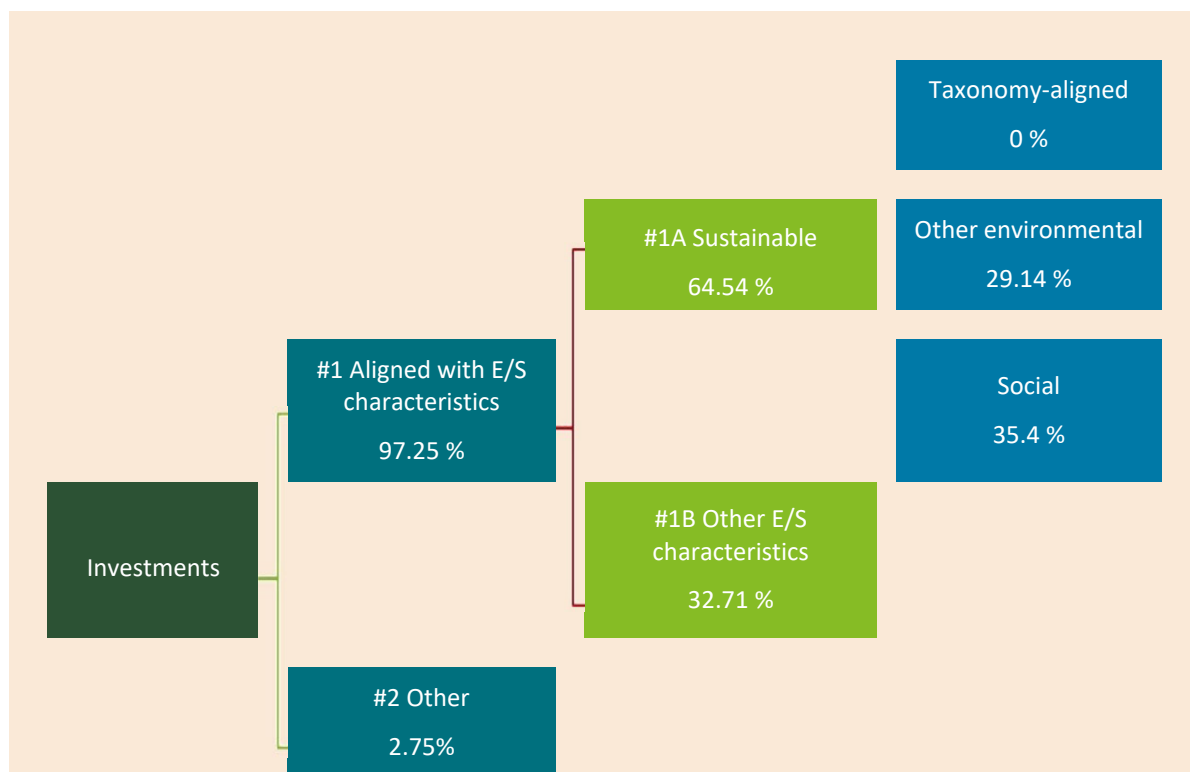 Taxonomy-aligned
0 %
#1A Sustainable
64.54 %
Other environmental
29.14 %
#1 Aligned with E/S
characteristics
97.25 %
Social
35.4 %
Investments
#1B Other E/S
characteristics
32.71 %
#2 Other
2.75%